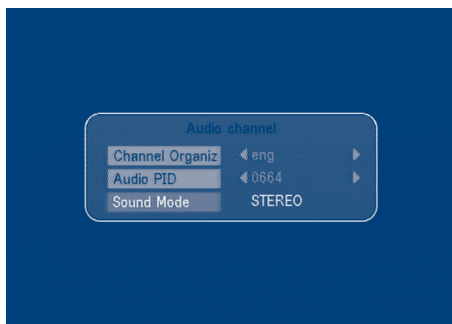 Audio channel
Channel Organiz eng
Audio PID 0664
Sound Mode STEREO